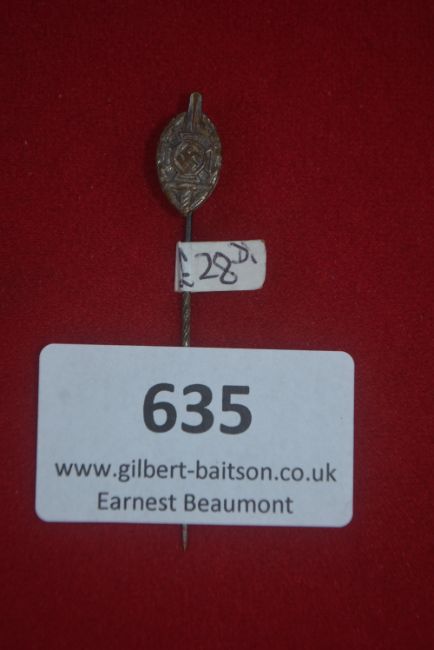 £28 D.
635
www.gilbert-baitson.co.uk
Earnest Beaumont